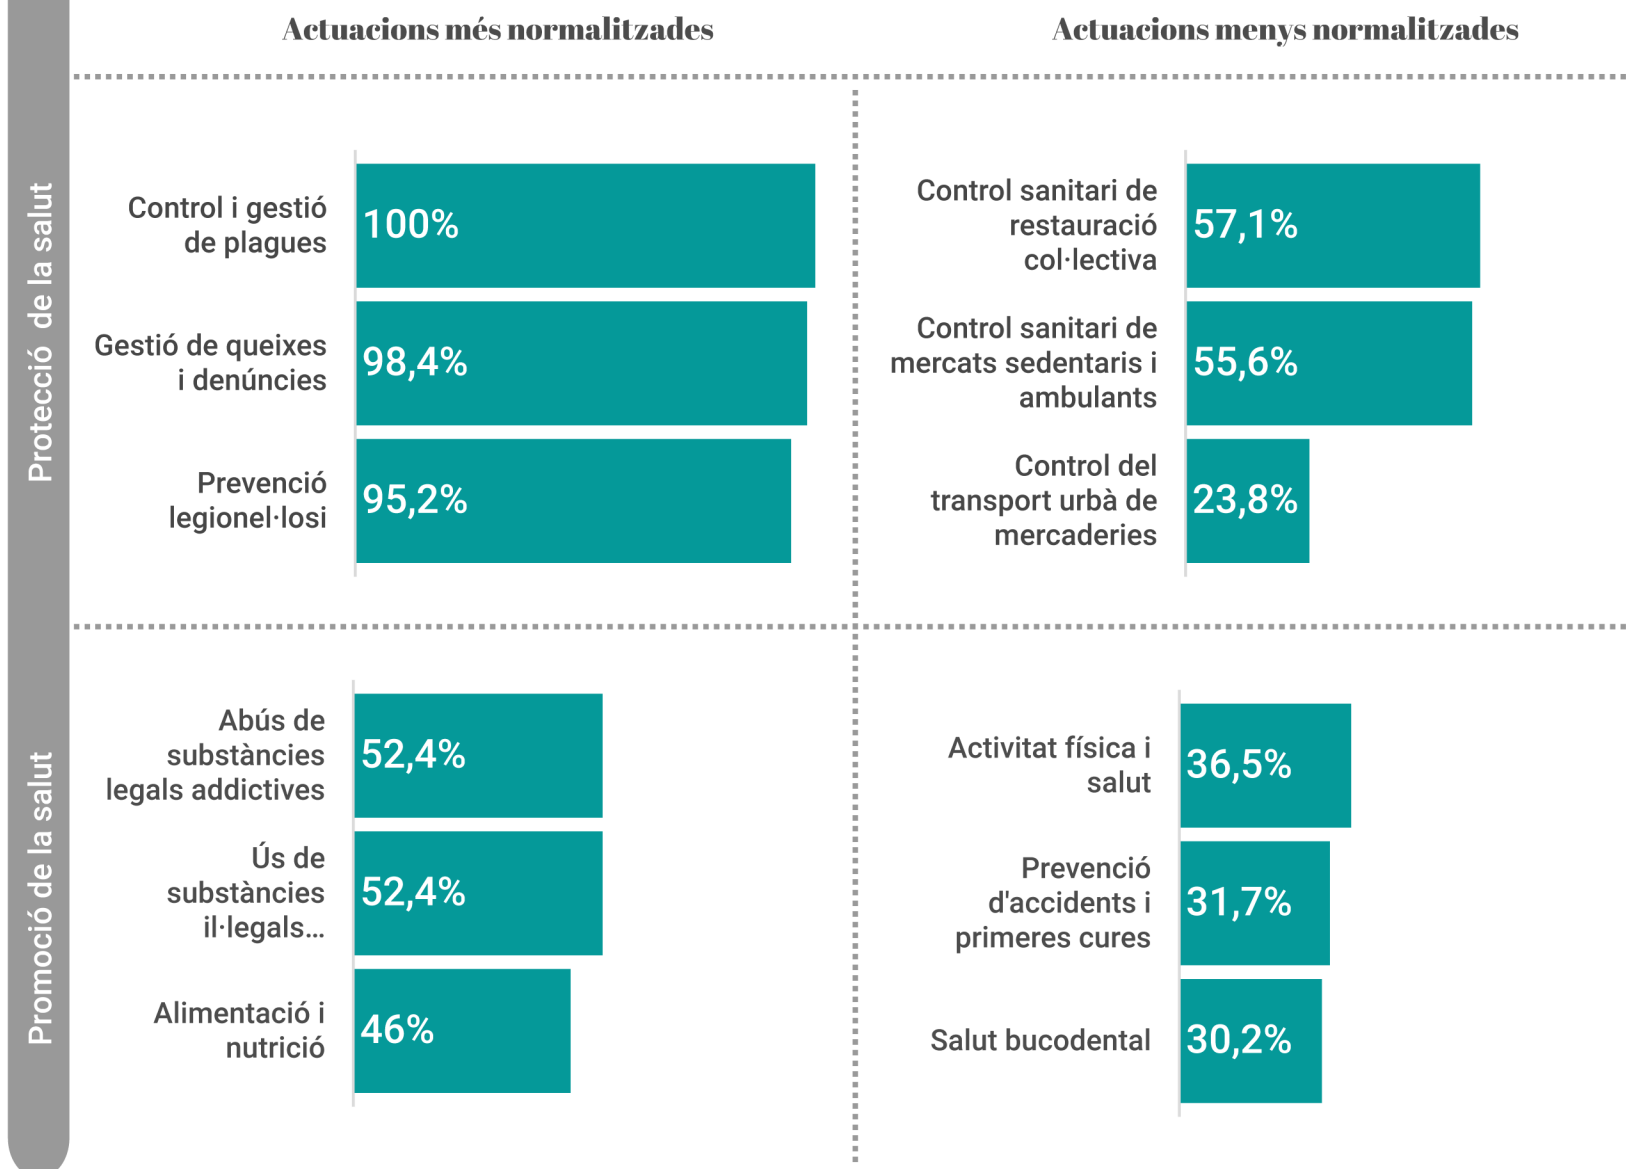 Actuacions més normalitzades
Actuacions menys normalitzades
Protecció de la salut
Control i gestió
de plagues
100%
Gestió de queixes
i denúncies
98,4%
Prevenció
legionel·losi
95,2%
Control sanitari de
restauració
col·lectiva
57,1%
Control sanitari de
mercats sedentaris i
ambulants
55,6%
Control del
transport urbà de
mercaderies
23,8%
Promoció de la salut
Abús de
substàncies
legals addictives
52,4%
Ús de
substàncies
il·legals...
52,4%
Alimentació i
nutrició
46%
Activitat física i
salut
36,5%
Prevenció
d'accidents i
primeres cures
31,7%
Salut bucodental
30,2%